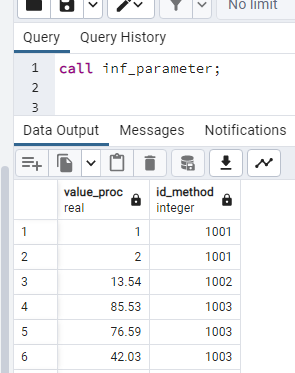 No limit
Query Query History
1 call inf_parameter;
2
3
Data Output Messages Notifications
value_proc id_method
real integer
1 1 1001
2 2 1001
3 13.54 1002
4 85.53 1003
5 76.59 1003
6 42.03 1003